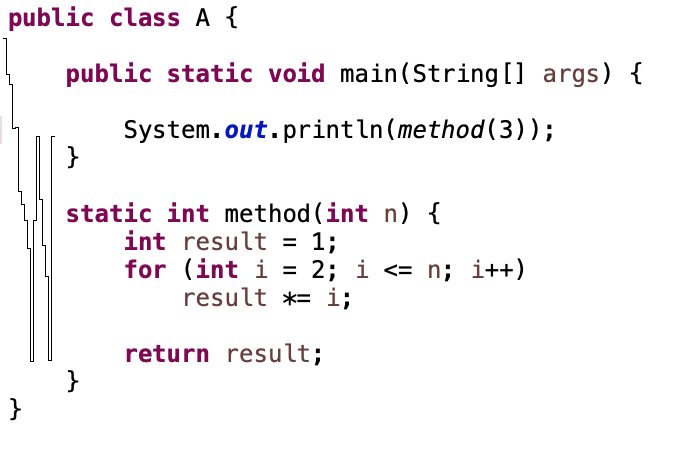 public class A {
public static void main(String[] args) {
System.out.println(method(3));
}
static int method(int n) {
int result = 1;
for (int i = 2; i <= n; i++)
result *= i;
return result;
}
}